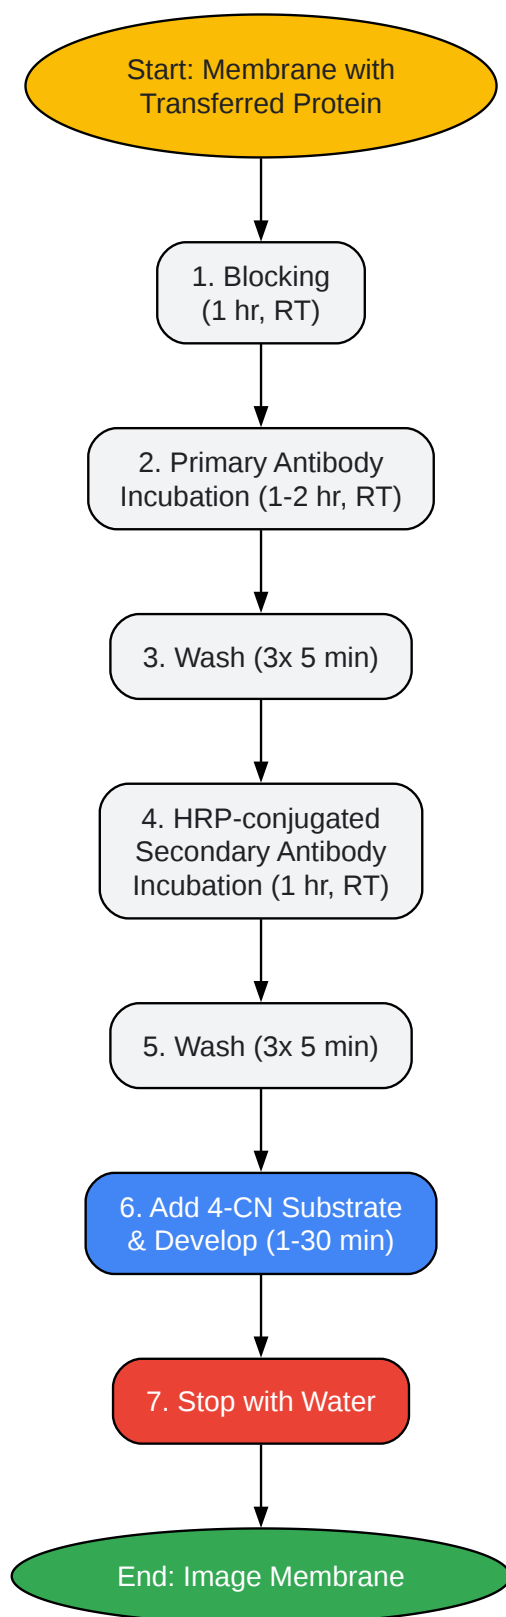 Start: Membrane with
Transferred Protein
1. Blocking
(1 hr, RT)
2. Primary Antibody
Incubation (1-2 hr, RT)
3. Wash (3x 5 min)
4. HRP-conjugated
Secondary Antibody
Incubation (1 hr, RT)
5. Wash (3x 5 min)
6. Add 4-CN Substrate
& Develop (1-30 min)
7. Stop with Water
End: Image Membrane